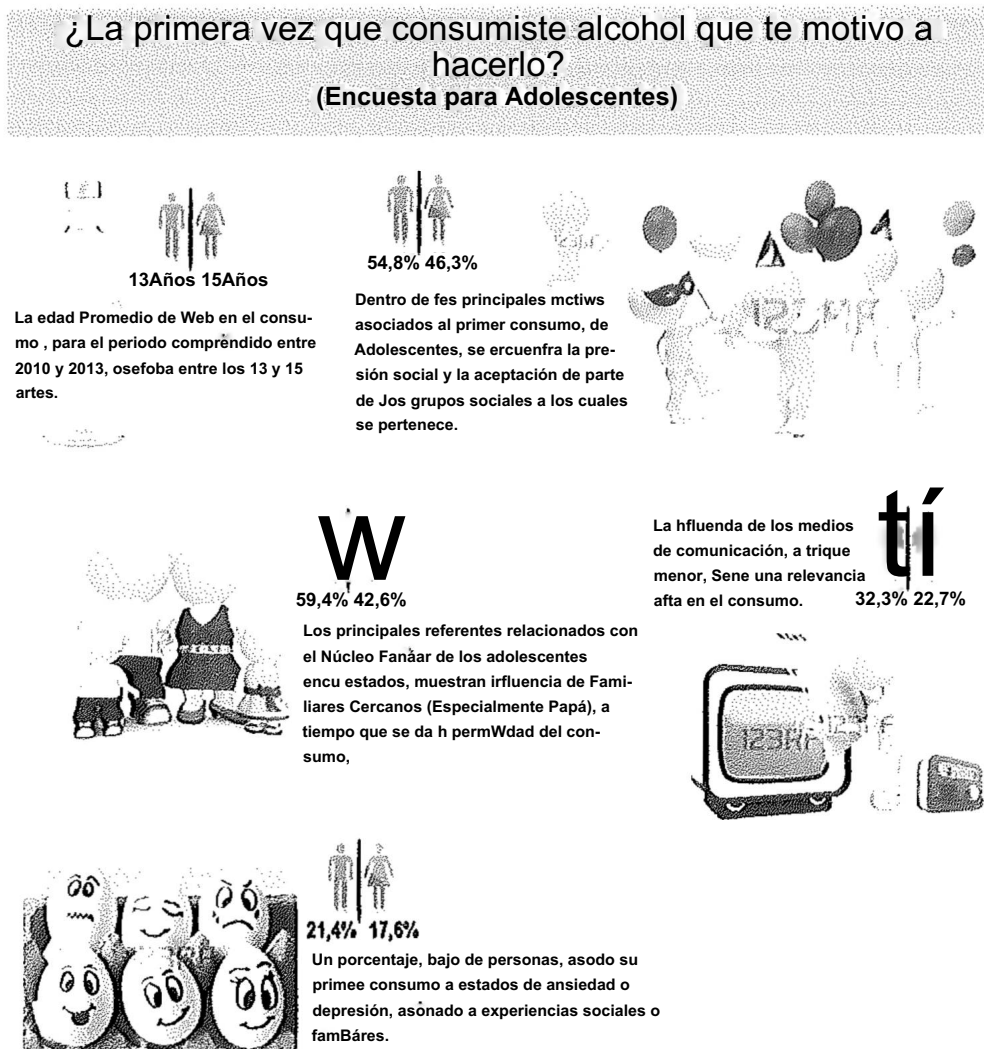 ¿La primera vez que consumiste alcohol que te motivo a
hacerlo?
(Encuesta para Adolescentes)
13Años 15Años
La edad Promedio de Web en el consu-
mo , para el periodo comprendido entre
2010 y 2013, osefoba entre los 13 y 15
artes.
54,8% 46,3%
Dentro de fes principales mctiws
asociados al primer consumo, de
Adolescentes, se ercuenfra la pre-
sión social y la aceptación de parte
de Jos grupos sociales a los cuales
se pertenece.
W
59,4% 42,6%
Los principales referentes relacionados con
el Núcleo Fanàar de los adolescentes
encu estados, muestran irfluencia de Fami-
liares Cercanos (Especialmente Papá), a
tiempo que se da h permWdad del con-
sumo,
La hfluenda de los medios
de comunicación, a trique
menor, Sene una relevancia
afta en el consumo.
tí
32,3% 22,7%
NEWS
123RF
21,4% 17,6%
Un porcentaje, bajo de personas, asodo su
primee consumo a estados de ansiedad o
depresión, asònado a experiencias sociales o
famBáres.